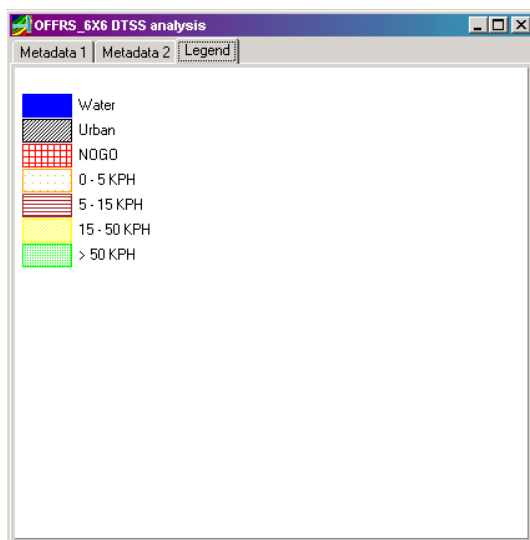 OFFRS_6X6 DTSS analysis
Metadata 1 Metadata 2 Legend
Water
Urban
NOGO
0 - 5 KPH
5 - 15 KPH
15 - 50 KPH
> 50 KPH